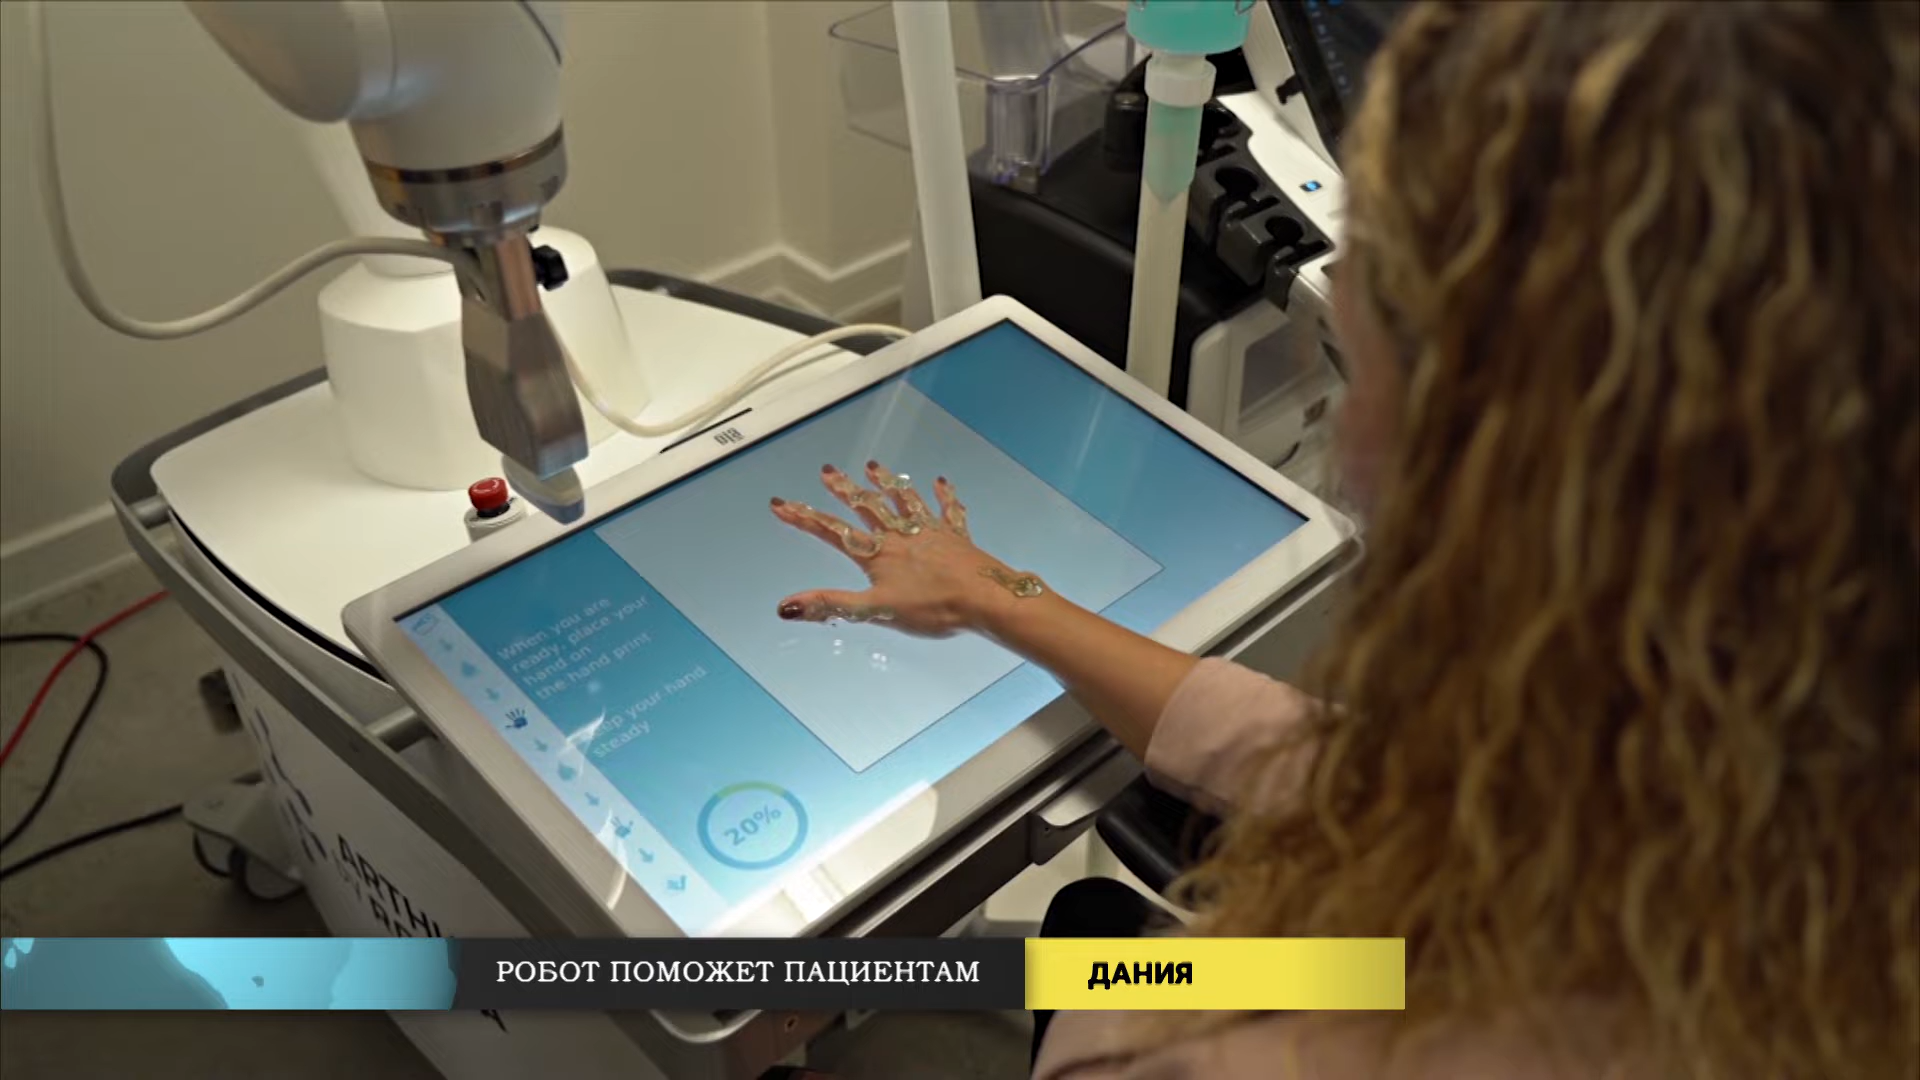 elo
When you are
ready, place your
hand on
the hand print
Keep your hand
steady
20%
РОБОТ ПОМОЖЕТ ПАЦИЕНТАМ
ДАНИЯ